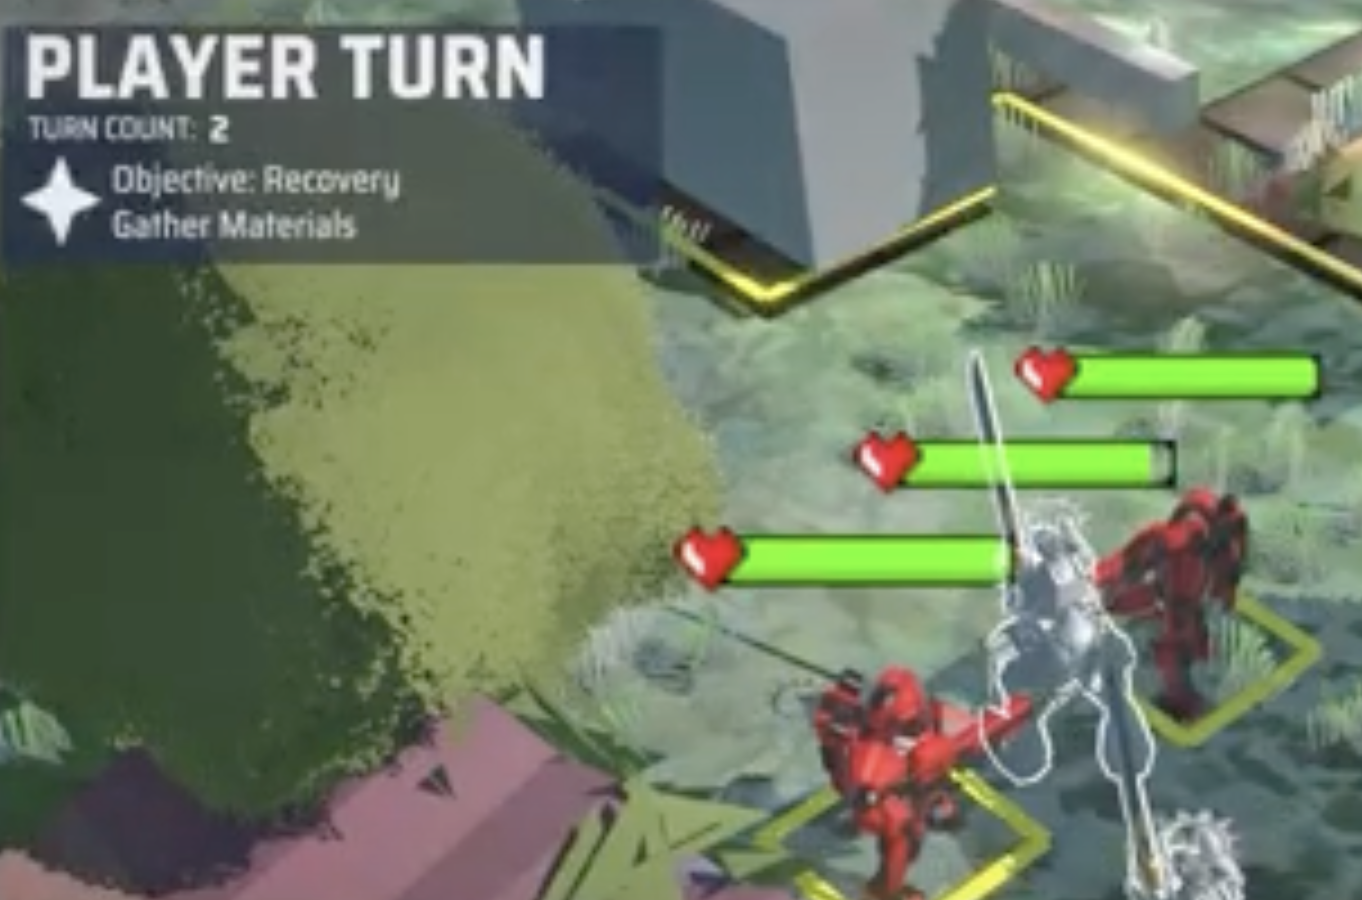 PLAYER TURN
TURN COUNT: 2
Objective: Recovery
Gather Materials